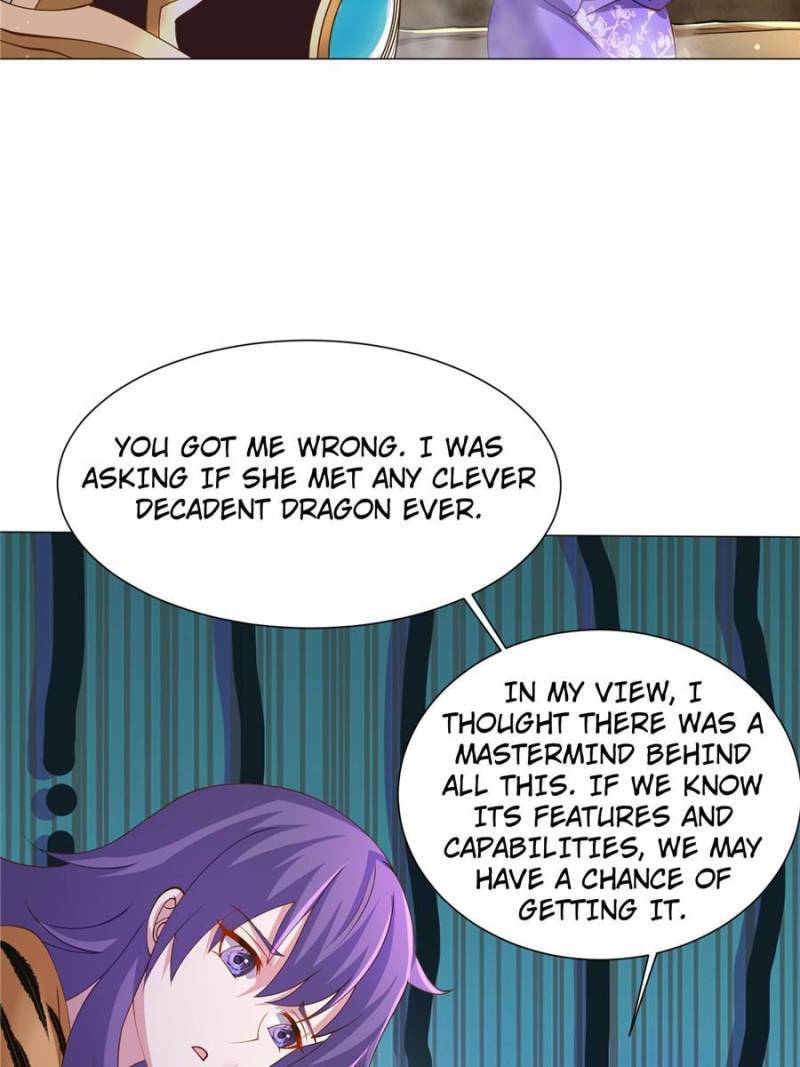 YOU GOT ME WRONG. I WAS
ASKING IF SHE MET ANY CLEVER
DECADENT DRAGON EVER.
IN MY VIEW, I
THOUGHT THERE WAS A
MASTERMIND BEHIND
ALL THIS. IF WE KNOW
ITS FEATURES AND
CAPABILITIES, WE MAY
HAVE A CHANCE OF
GETTING IT.